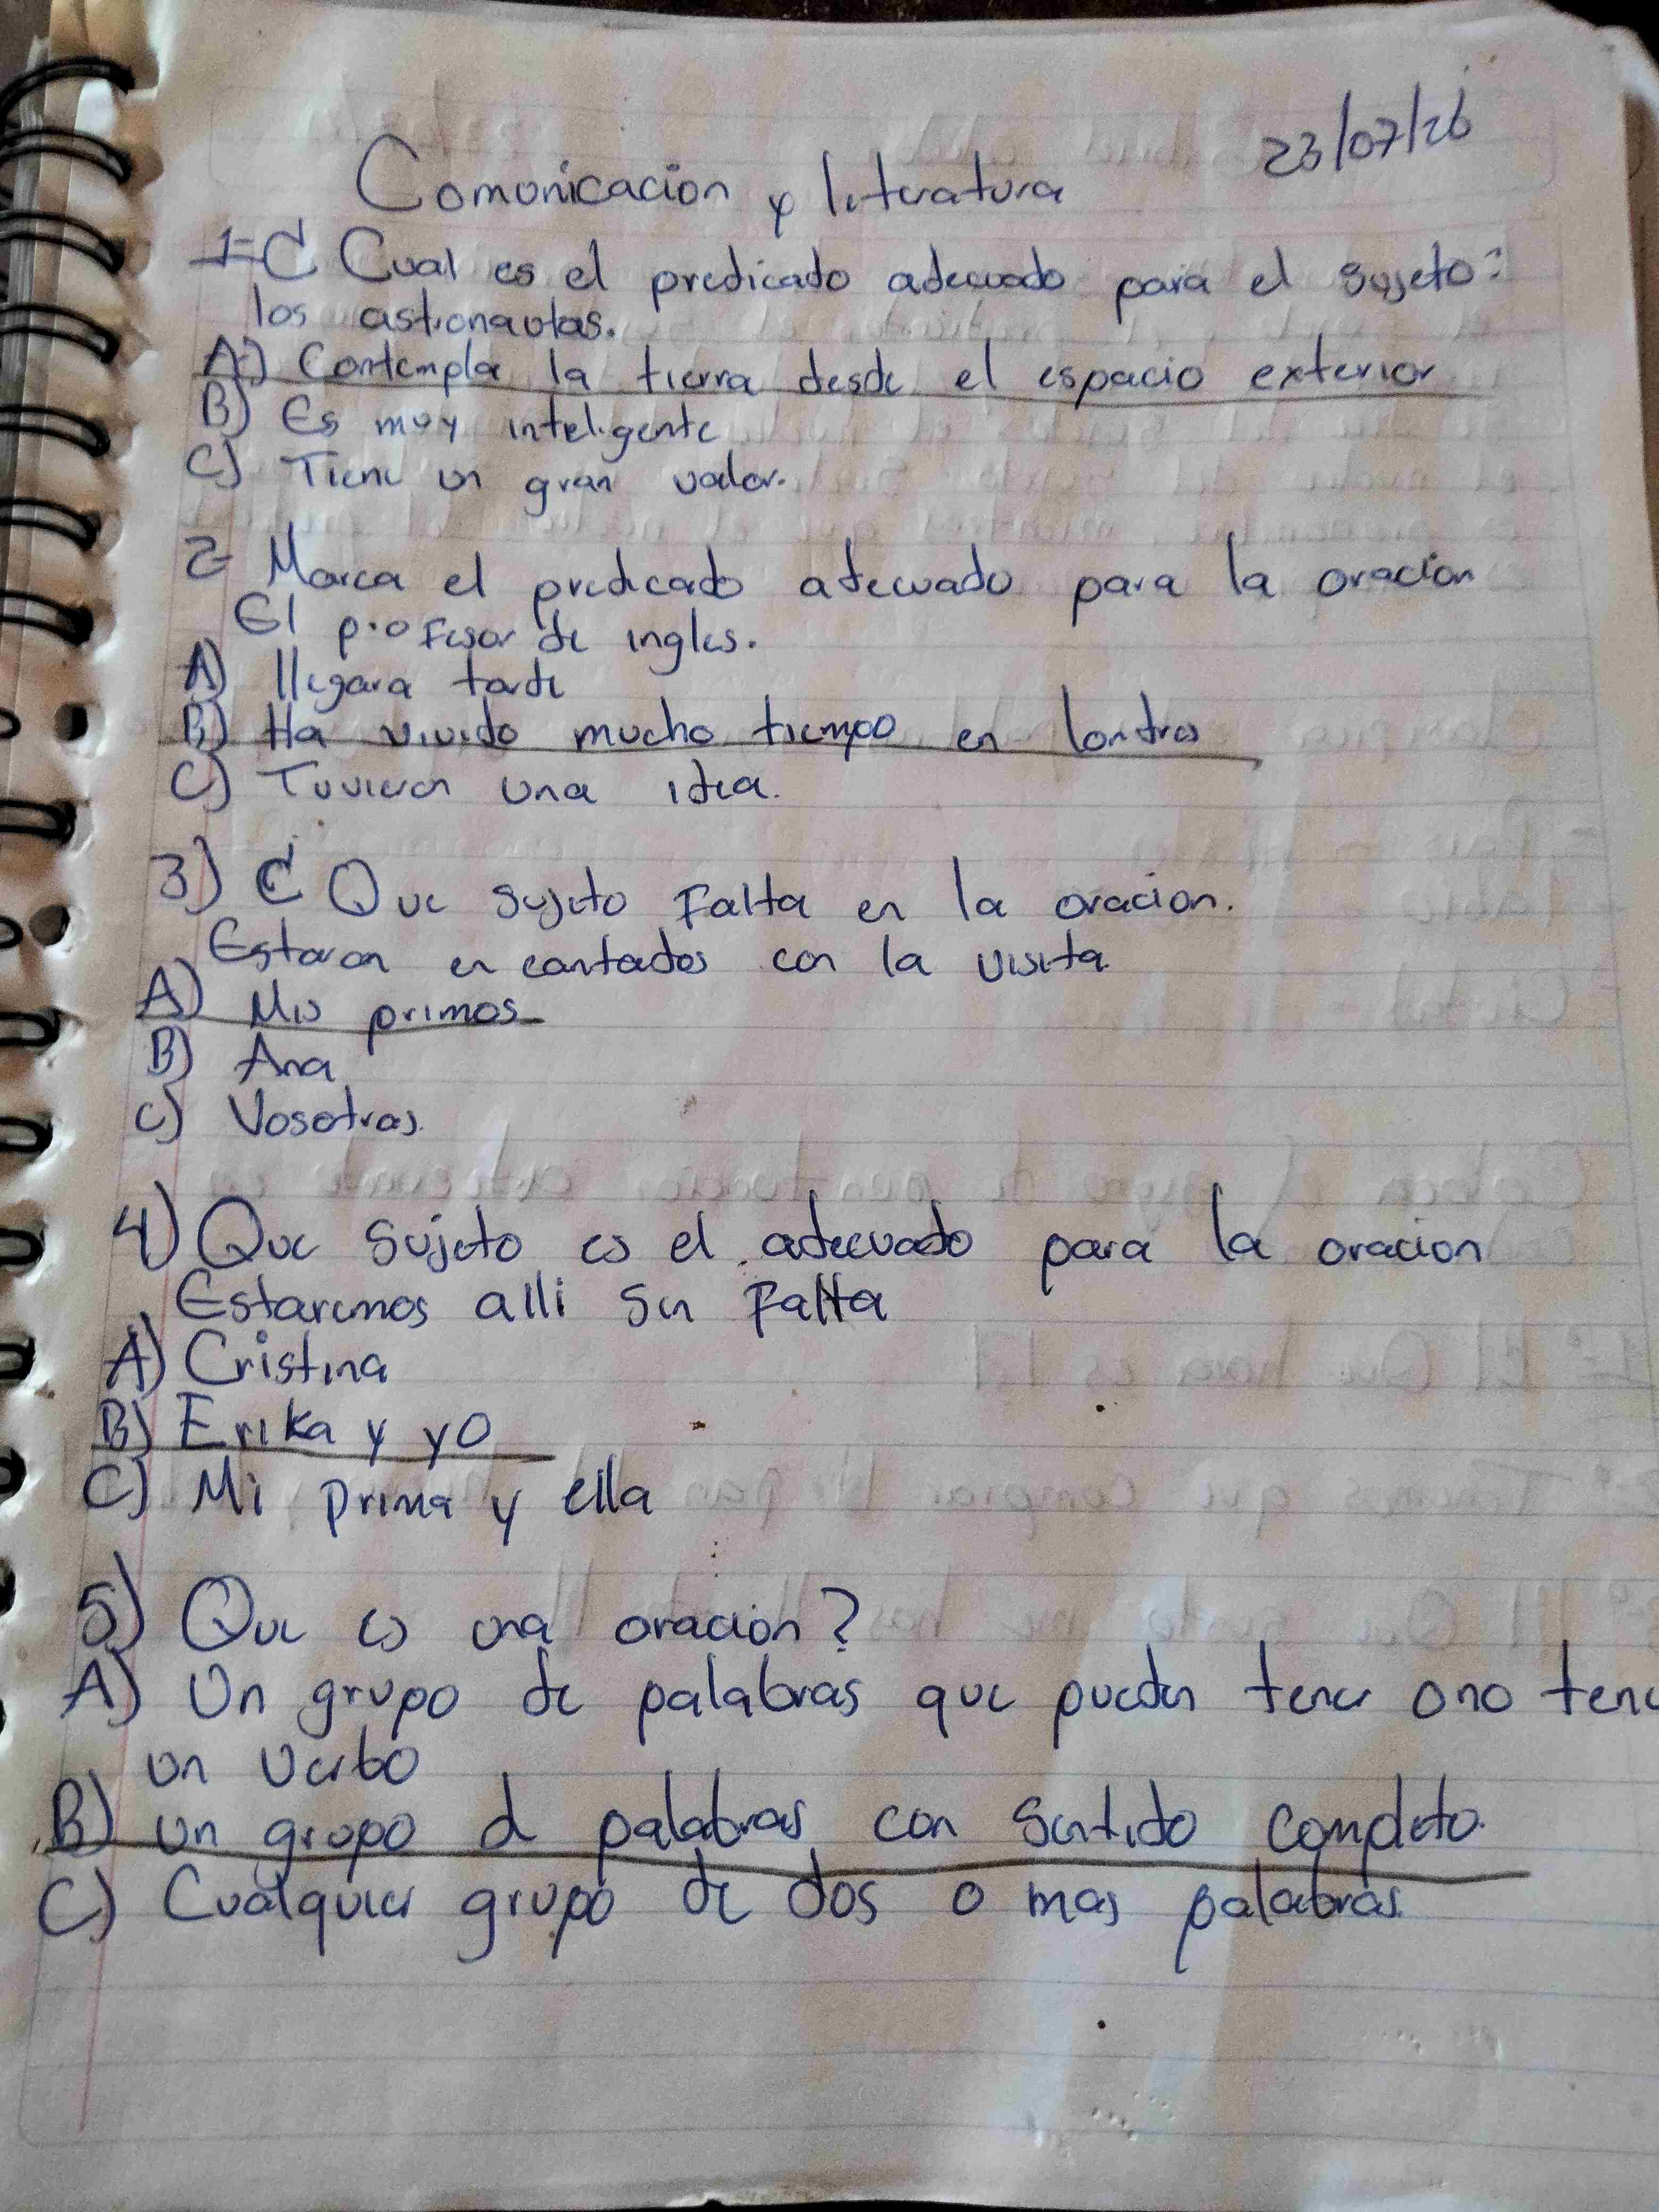 23/07/26
Comonicacion y literatura
1= ¿ Cual es el predicado adecuado para el sujeto:
los astronautas.
A) Contempla la tierra desde el espacio exterior
B) Es muy inteligente
C) Tiene un gran valor.
2- Marca el predicado adecuado para la oracion
El profesor de ingles.
A) llegara tarde
B) Ha vivido mucho tiempo en londres
C) Tuvieron una idea.
3) ¿ Que sujeto Falta en la oracion.
Estaran encantados con la visita
A) Mis primos
B) Ana
C) Vosotras.
4) Que sujeto es el adecuado para la oracion
Estaremos alli sin Falta
A) Cristina
B) Erika y yo
C) Mi prima y ella
5) Que es una oracion?
A) Un grupo de palabras que pueden tener o no tene
un verbo
B) un grupo d palabras con sentido completo.
C) Cualquier grupo de dos o mas palabras.